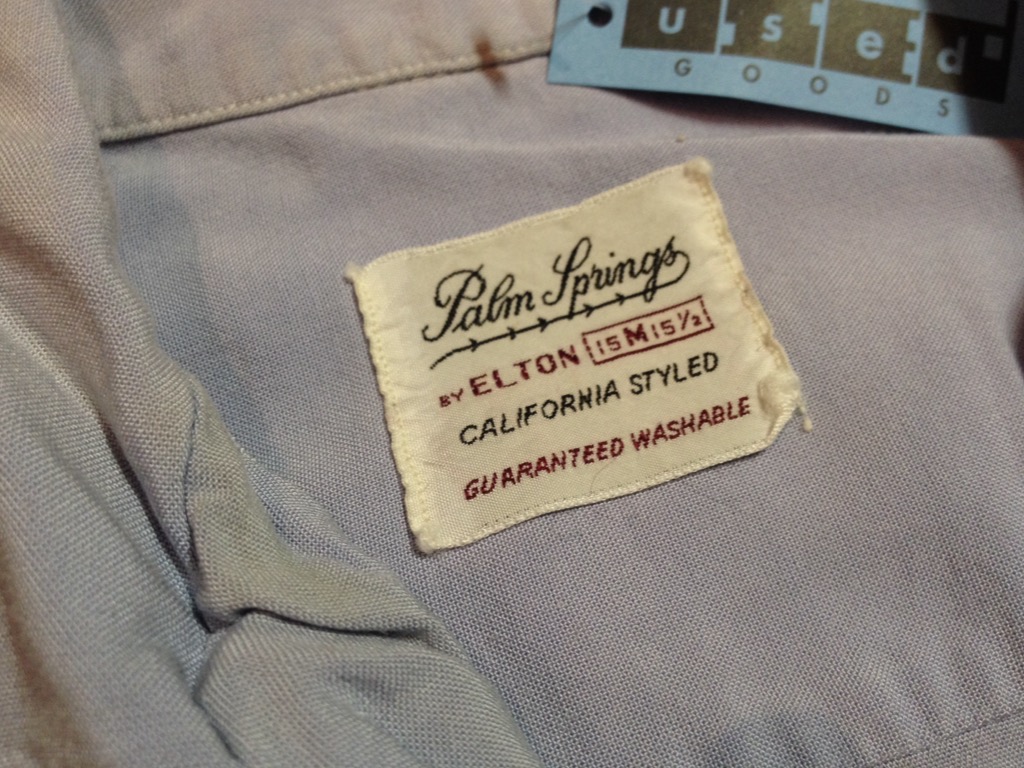 used
GOODS
Palm Springs
BY ELTON 15 M 15½
CALIFORNIA STYLED
GUARANTEED WASHABLE